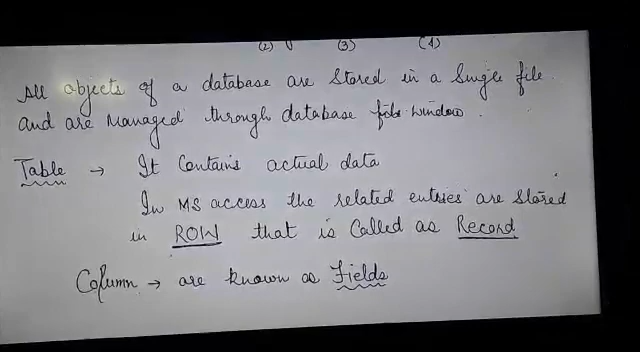 (2) (3) (4)
All objects of a database are stored in a single file
and are managed through database file window.
Table → It contains actual data
In MS access the related entries are stored
in ROW that is called as Record
Column → are known as Fields